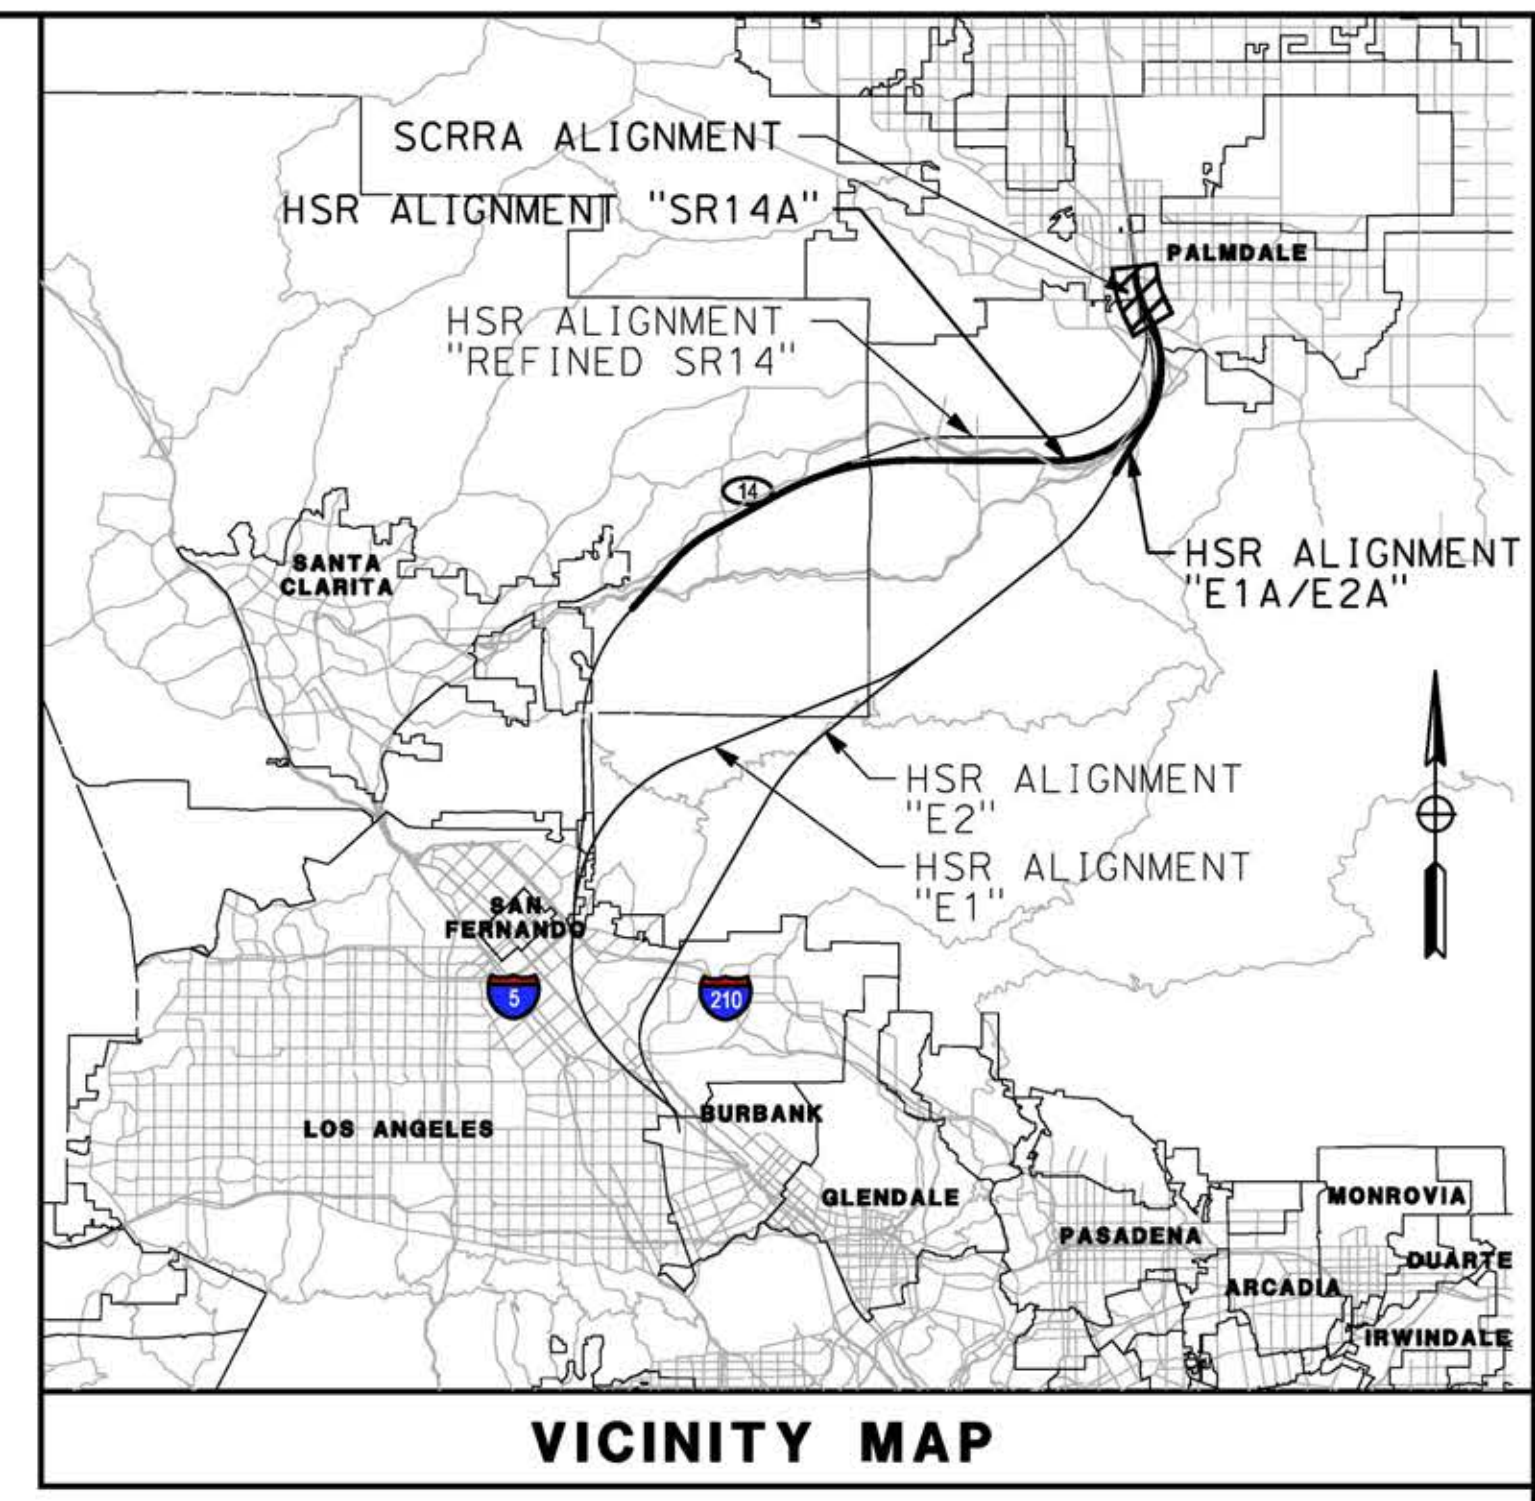 SCRRA ALIGNMENT
HSR ALIGNMENT "SR14A"
PALMDALE
HSR ALIGNMENT
"REFINED SR14"
14
SANTA
CLARITA
HSR ALIGNMENT
"E1A/E2A"
HSR ALIGNMENT
"E2"
HSR ALIGNMENT
"E1"
SAN
FERNANDO
5
210
LOS ANGELES
BURBANK
GLENDALE
MONROVIA
PASADENA
DUARTE
ARCADIA
IRWINDALE
VICINITY MAP